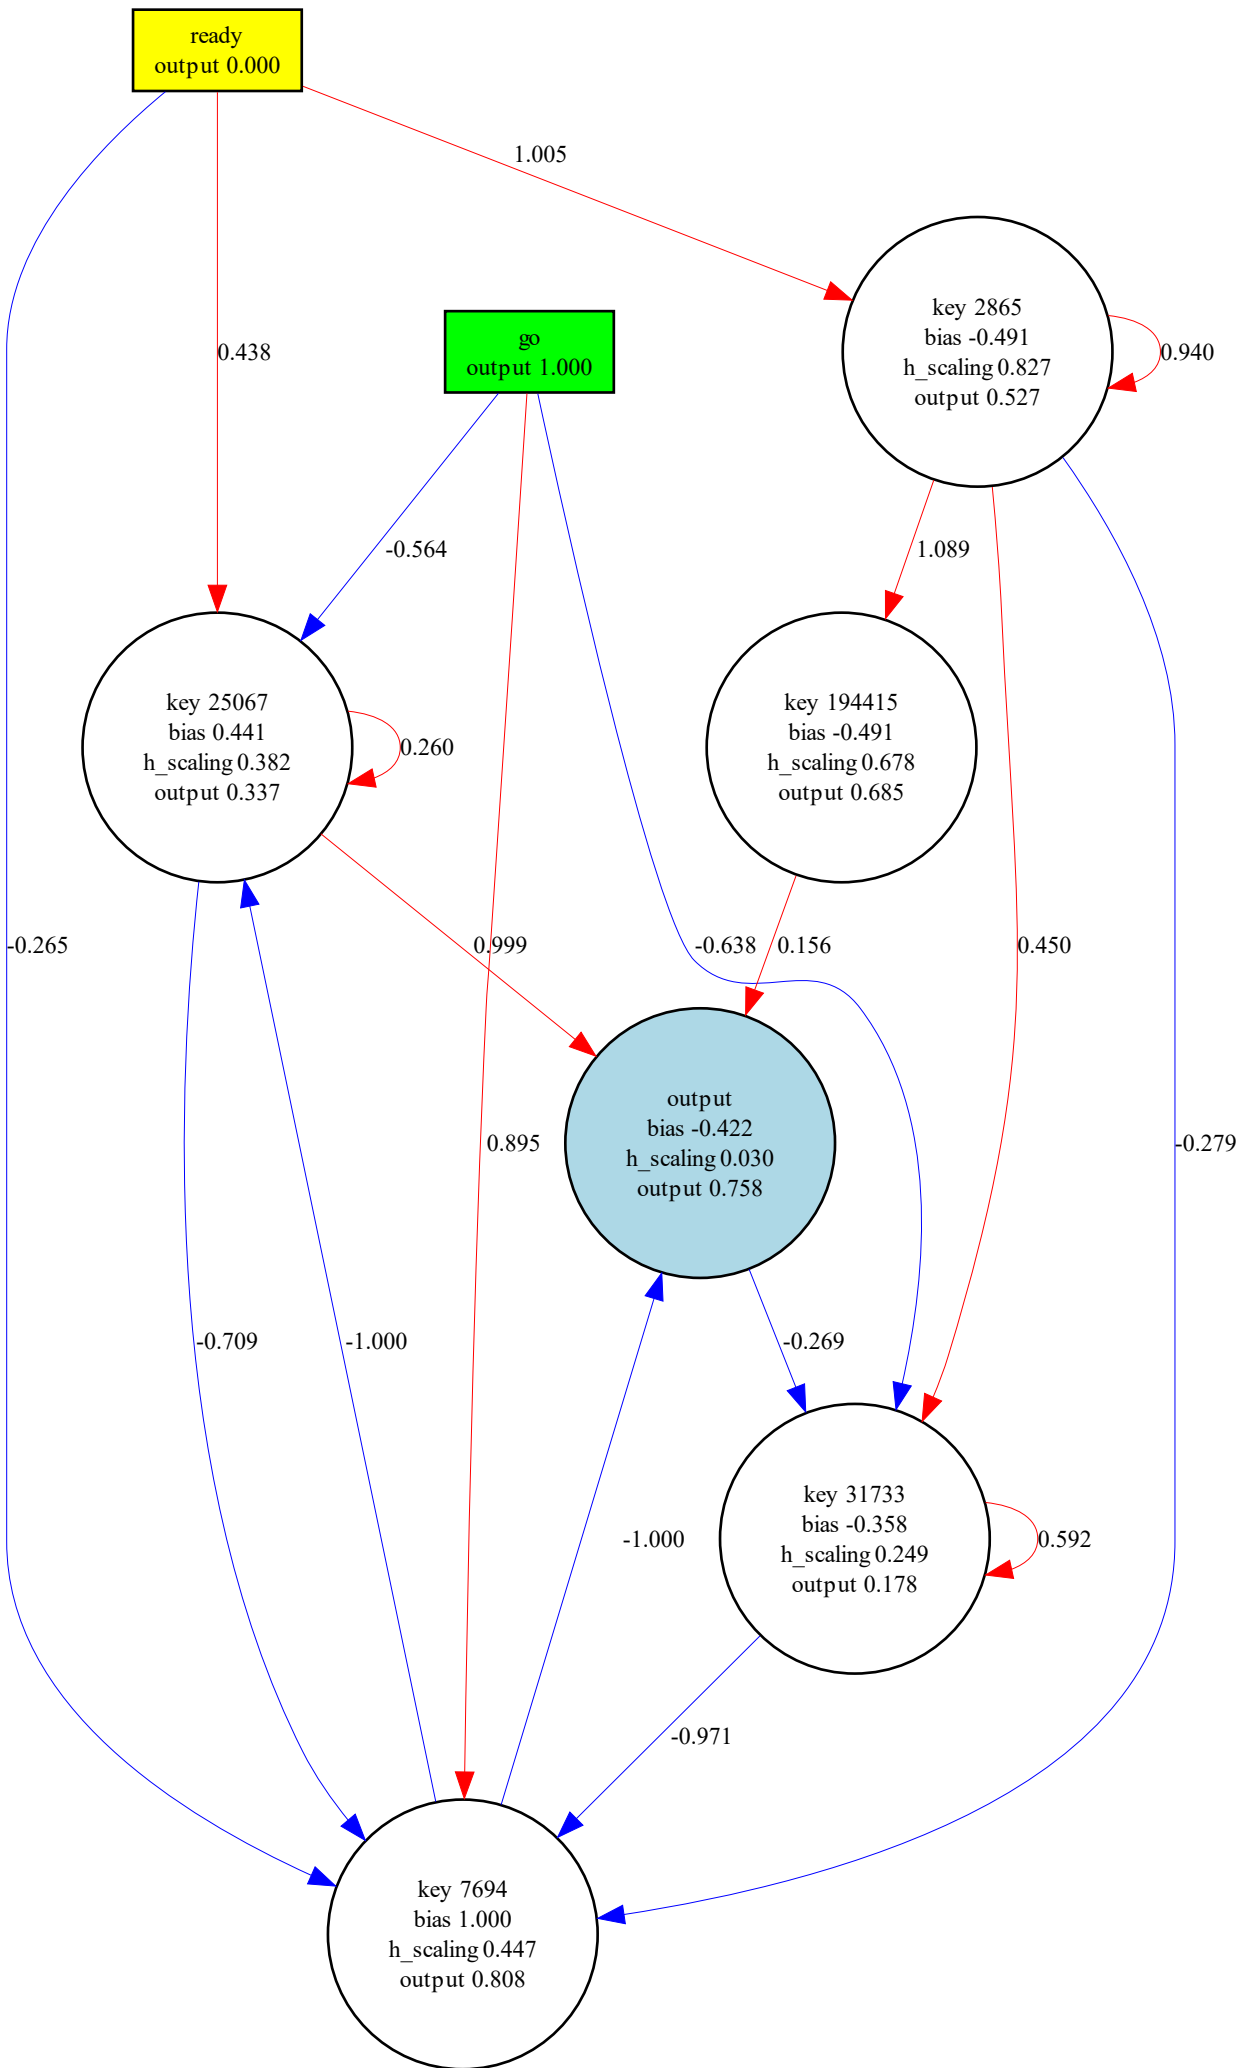 ready
output 0.000
1.005
key 2865
bias -0.491
h_scaling 0.827
output 0.527
0.940
go
output 1.000
0.438
-0.564
1.089
key 25067
bias 0.441
h_scaling 0.382
output 0.337
0.260
key 194415
bias -0.491
h_scaling 0.678
output 0.685
-0.265
0.999
-0.638
0.156
0.450
output
bias -0.422
h_scaling 0.030
output 0.758
0.895
-0.279
-0.709
-1.000
-0.269
-1.000
key 31733
bias -0.358
h_scaling 0.249
output 0.178
0.592
-0.971
key 7694
bias 1.000
h_scaling 0.447
output 0.808